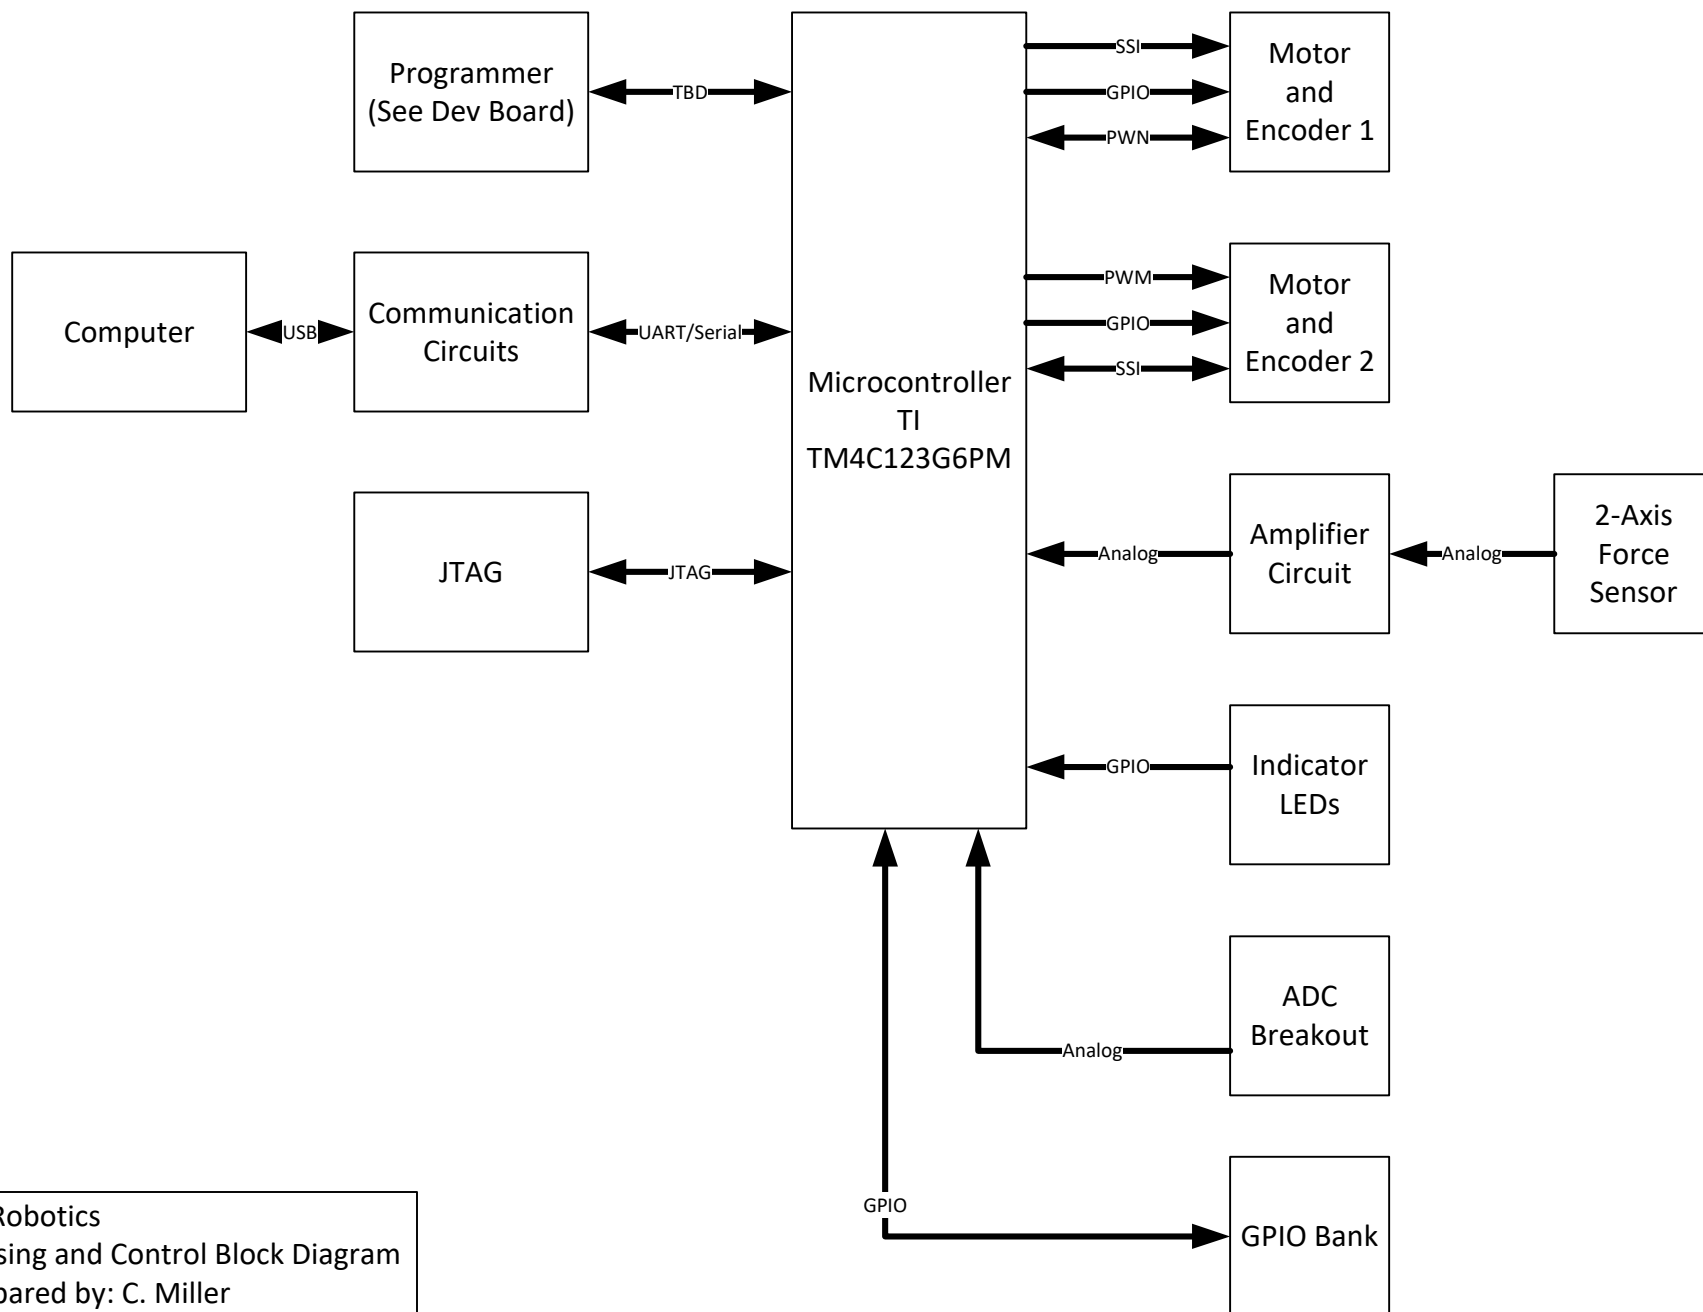 Programmer
(See Dev Board)
TBD
SSI
GPIO
PWN
Motor
and
Encoder 1
Computer
USB
Communication
Circuits
UART/Serial
Microcontroller
TI
TM4C123G6PM
PWM
GPIO
SSI
Motor
and
Encoder 2
JTAG
JTAG
Analog
Amplifier
Circuit
Analog
2-Axis
Force
Sensor
GPIO
Indicator
LEDs
Analog
ADC
Breakout
GPIO
GPIO Bank
Robotics
and Control Block Diagram
by: C. Miller